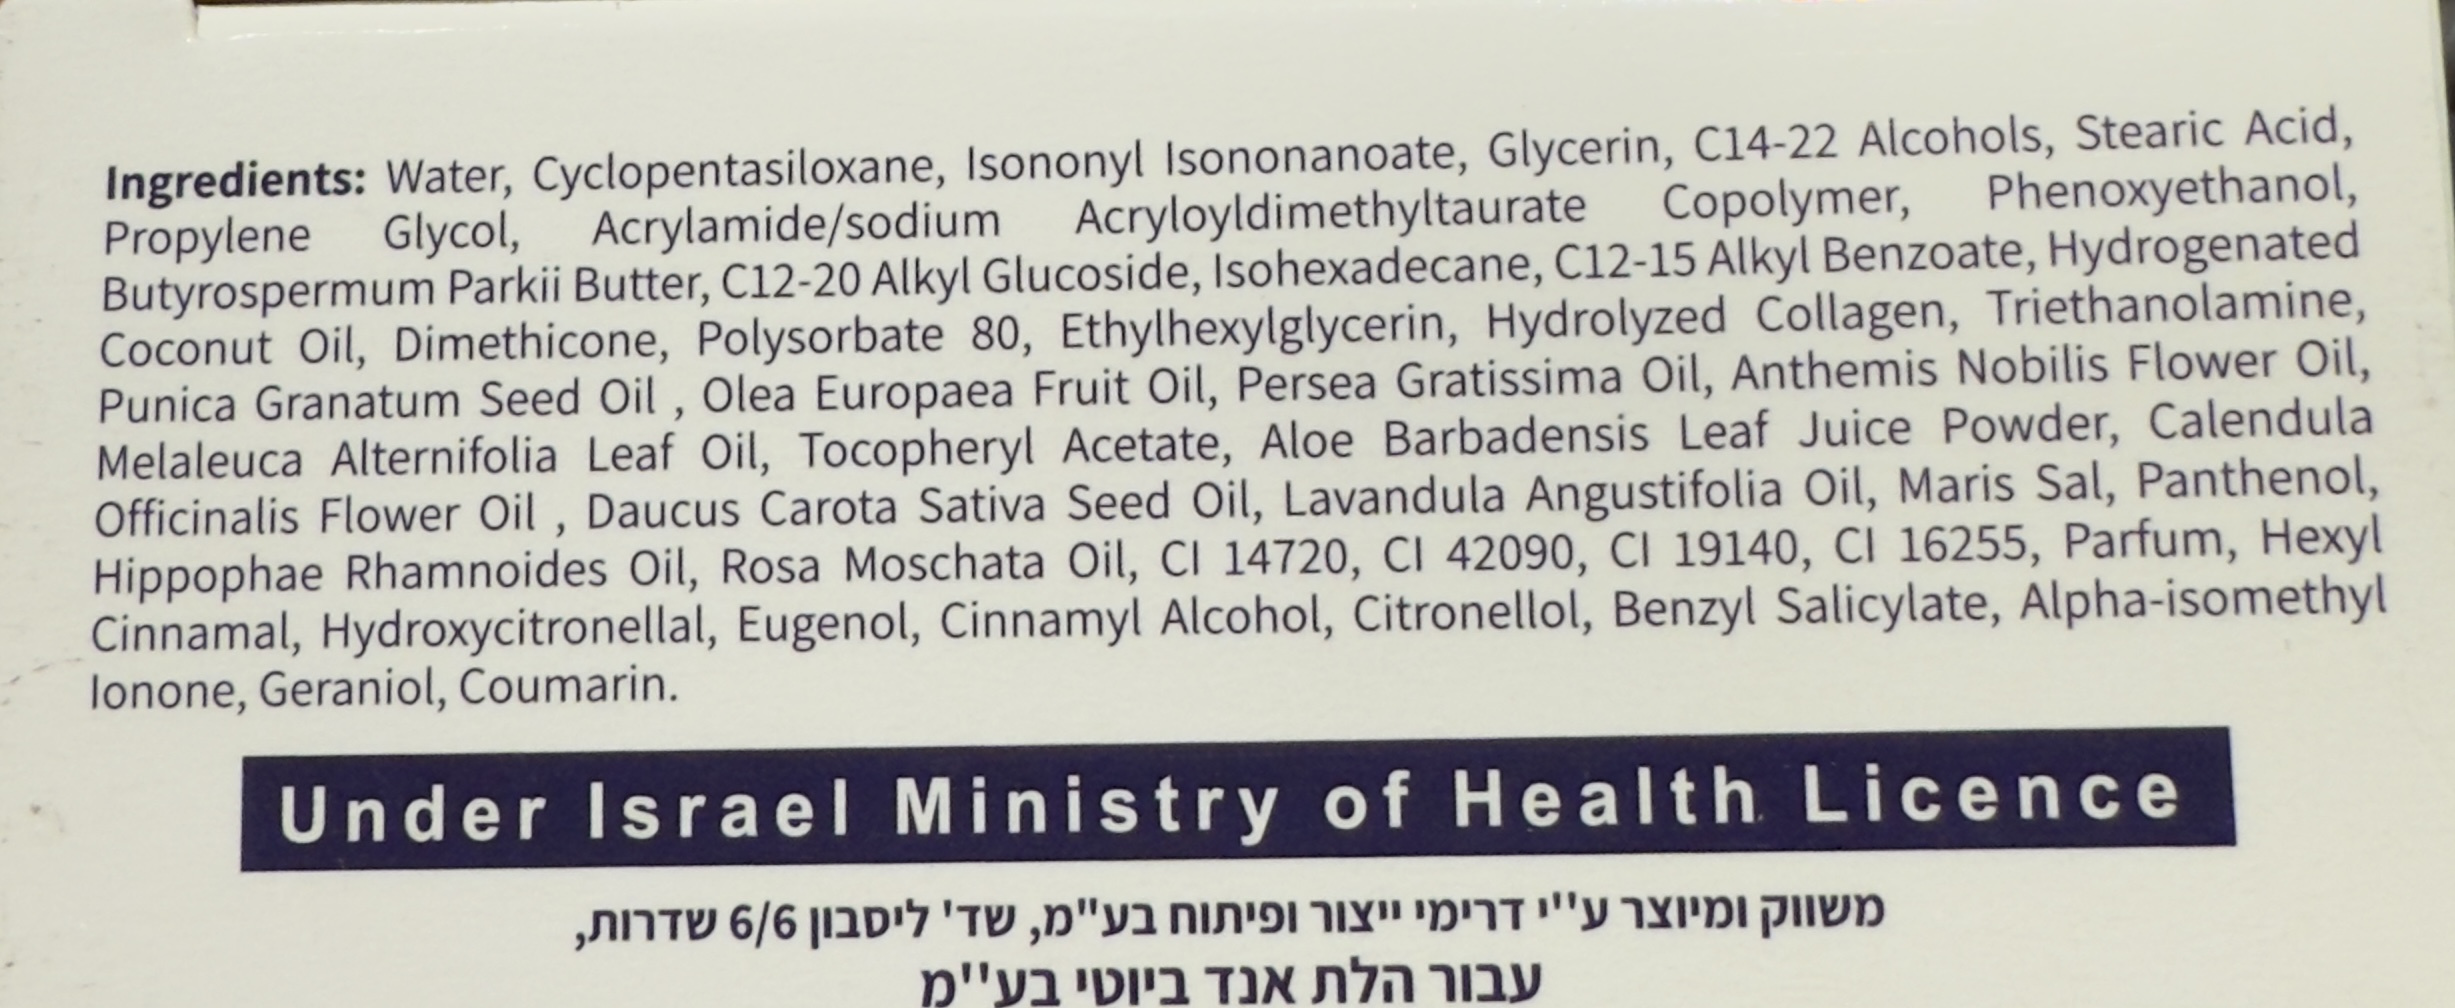 Ingredients: Water, Cyclopentasiloxane, Isononyl Isononanoate, Glycerin, C14-22 Alcohols, Stearic Acid,
Propylene Glycol, Acrylamide/sodium Acryloyldimethyltaurate Copolymer, Phenoxyethanol,
Butyrospermum Parkii Butter, C12-20 Alkyl Glucoside, Isohexadecane, C12-15 Alkyl Benzoate, Hydrogenated
Coconut Oil, Dimethicone, Polysorbate 80, Ethylhexylglycerin, Hydrolyzed Collagen, Triethanolamine,
Punica Granatum Seed Oil , Olea Europaea Fruit Oil, Persea Gratissima Oil, Anthemis Nobilis Flower Oil,
Melaleuca Alternifolia Leaf Oil, Tocopheryl Acetate, Aloe Barbadensis Leaf Juice Powder, Calendula
Officinalis Flower Oil , Daucus Carota Sativa Seed Oil, Lavandula Angustifolia Oil, Maris Sal, Panthenol,
Hippophae Rhamnoides Oil, Rosa Moschata Oil, CI 14720, CI 42090, CI 19140, CI 16255, Parfum, Hexyl
Cinnamal, Hydroxycitronellal, Eugenol, Cinnamyl Alcohol, Citronellol, Benzyl Salicylate, Alpha-isomethyl
Ionone, Geraniol, Coumarin.
Under Israel Ministry of Health Licence
משווק ומיוצר ע''י דרימי ייצור ופיתוח בע"מ, שד' ליסבון 6/6 שדרות,
עבור הלת אנד ביוטי בע''מ